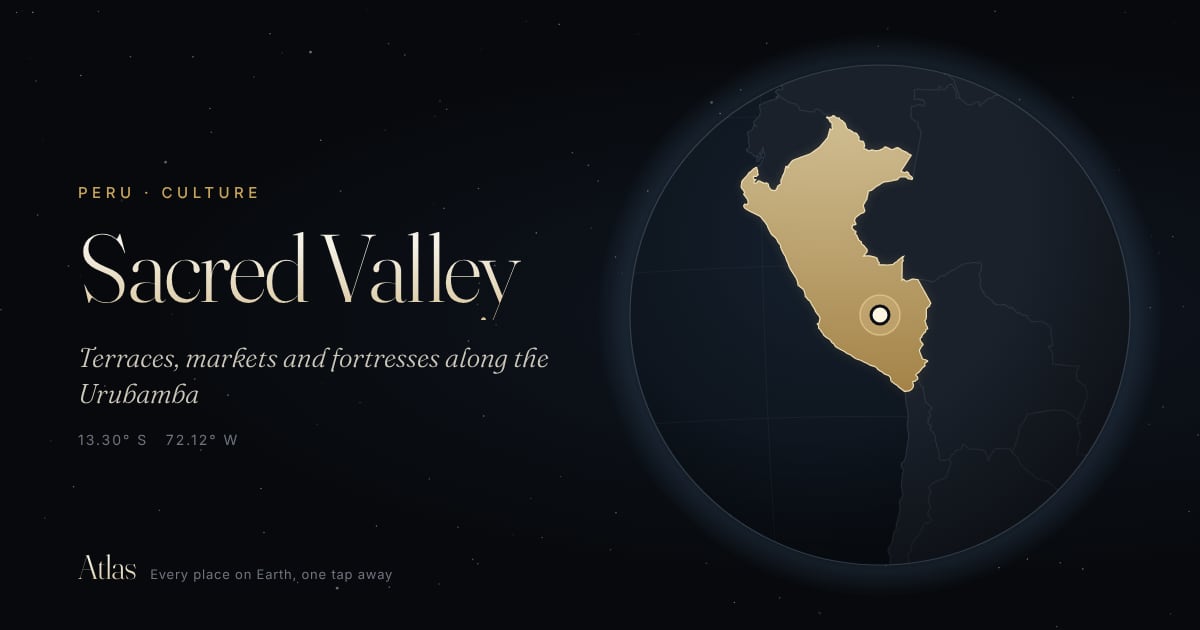 PERU · CULTURE
Sacred Valley
Terraces, markets and fortresses along the
Urubamba
13.30° S 72.12° W
Atlas Every place on Earth, one tap away